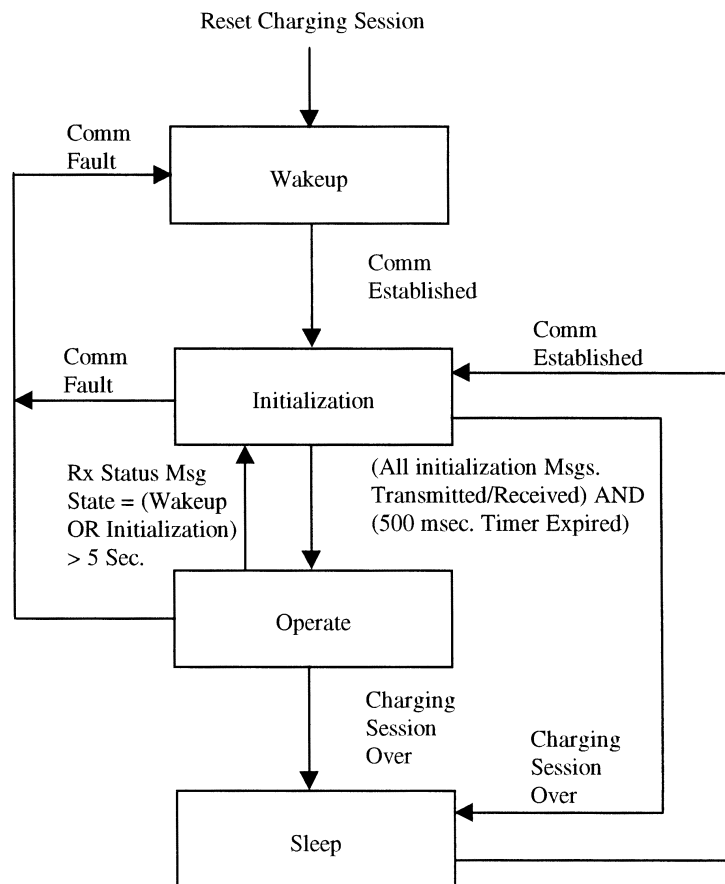 Reset Charging Session
Comm
Fault
Wakeup
Comm
Established
Comm
Established
Comm
Fault
Initialization
Rx Status Msg
State = (Wakeup
OR Initialization)
> 5 Sec.
(All initialization Msgs.
Transmitted/Received) AND
(500 msec. Timer Expired)
Operate
Charging
Session
Over
Charging
Session
Over
Sleep